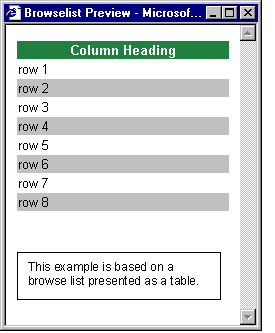 Browselist Preview - Microsof...
Column Heading
row 1
row 2
row 3
row 4
row 5
row 6
row 7
row 8
This example is based on a
browse list presented as a table.